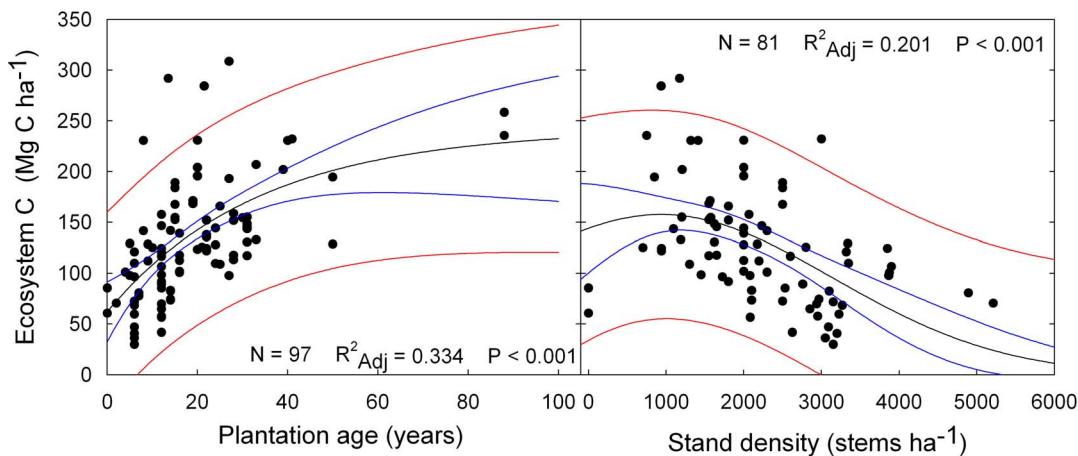 Ecosystem C (Mg C ha⁻¹)
350
300
250
200
150
100
50
0
N = 97 R²Adj = 0.334 P < 0.001
0 20 40 60 80 100
Plantation age (years)
N = 81 R²Adj = 0.201 P < 0.001
0 1000 2000 3000 4000 5000 6000
Stand density (stems ha⁻¹)